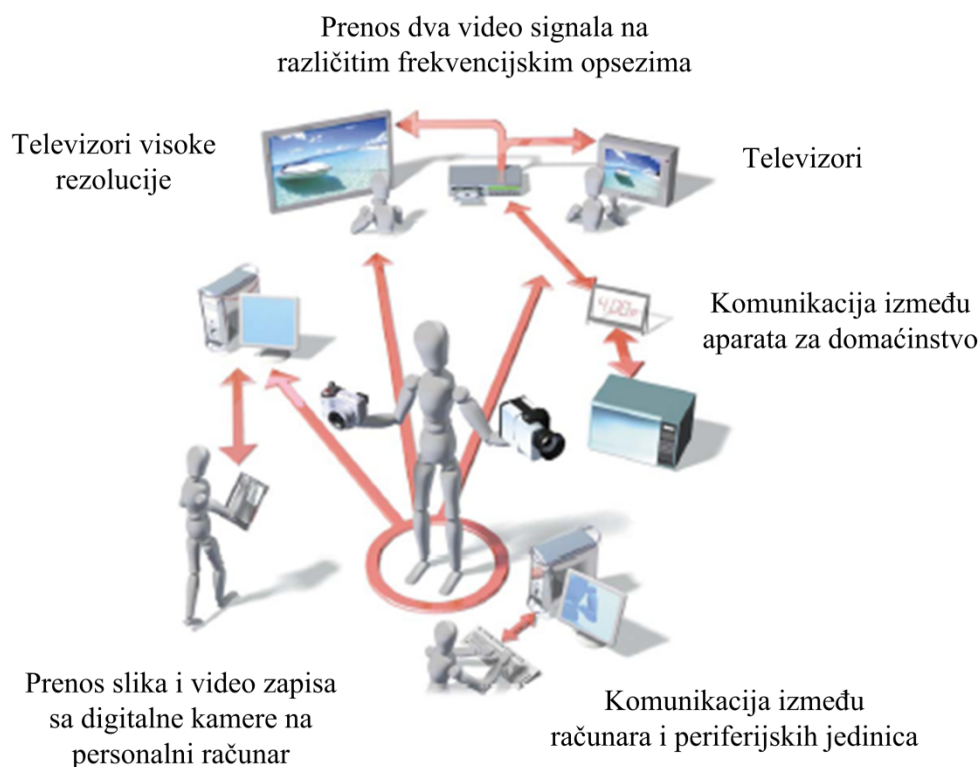 Prenos dva video signala na
različitim frekvencijskim opsezima
Televizori visoke
rezolucije
Televizori
Komunikacija između
aparata za domaćinstvo
Prenos slika i video zapisa
sa digitalne kamere na
personalni računar
Komunikacija između
računara i periferijskih jedinica